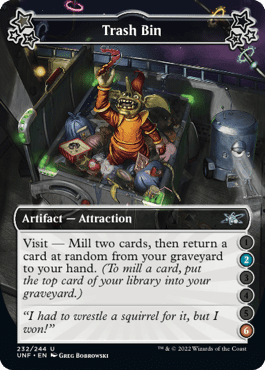 Trash Bin
Artifact — Attraction
Visit — Mill two cards, then return a
card at random from your graveyard
to your hand. (To mill a card, put
the top card of your library into your
graveyard.)
“I had to wrestle a squirrel for it, but I
won!”
1
2
3
4
5
6
232/244 U
UNF • EN Greg Bobrowski
™ & © 2022 Wizards of the Coast